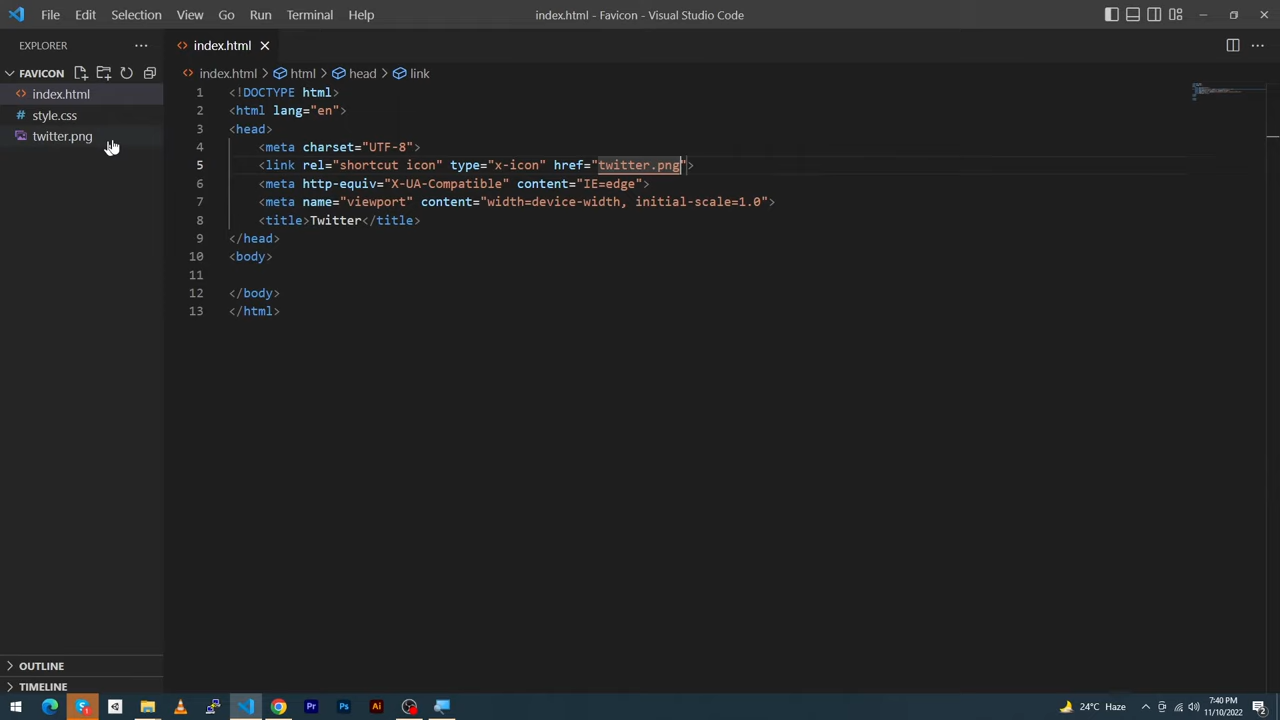 File Edit Selection View Go Run Terminal Help index.html - Favicon - Visual Studio Code
EXPLORER
index.html
FAVICON
index.html > html > head > link
index.html
style.css
twitter.png
1 <!DOCTYPE html>
2 <html lang="en">
3 <head>
4 <meta charset="UTF-8">
5 <link rel="shortcut icon" type="x-icon" href="twitter.png">
6 <meta http-equiv="X-UA-Compatible" content="IE=edge">
7 <meta name="viewport" content="width=device-width, initial-scale=1.0">
8 <title>Twitter</title>
9 </head>
10 <body>
11
12 </body>
13 </html>
OUTLINE
TIMELINE
Pr Ps Ai
24°C Haze
7:40 PM
11/10/2022
2